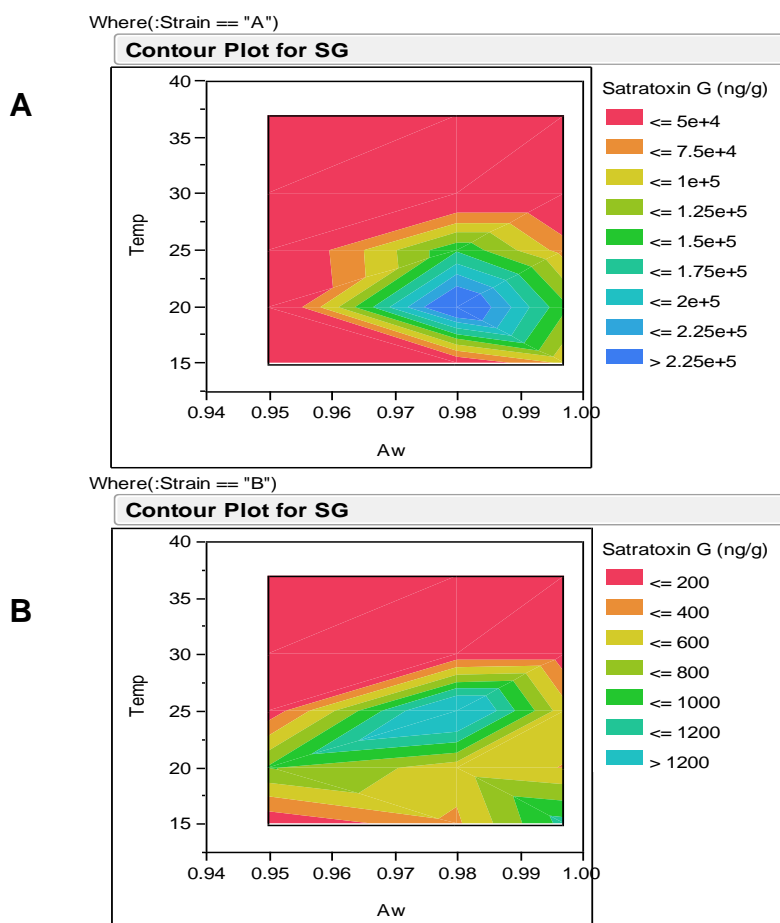 Where(:Strain == "A")
Contour Plot for SG
A
Satratoxin G (ng/g)
<= 5e+4
<= 7.5e+4
<= 1e+5
<= 1.25e+5
<= 1.5e+5
<= 1.75e+5
<= 2e+5
<= 2.25e+5
> 2.25e+5
Temp
40
35
30
25
20
15
0.94 0.95 0.96 0.97 0.98 0.99 1.00
Aw
Where(:Strain == "B")
Contour Plot for SG
B
Satratoxin G (ng/g)
<= 200
<= 400
<= 600
<= 800
<= 1000
<= 1200
> 1200
Temp
40
35
30
25
20
15
0.94 0.95 0.96 0.97 0.98 0.99 1.00
Aw